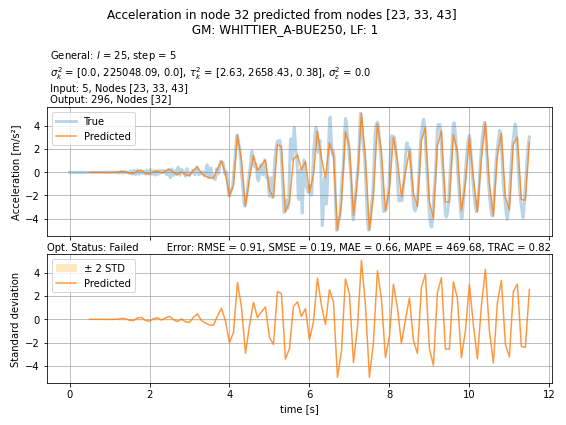 Acceleration in node 32 predicted from nodes [23, 33, 43]
GM: WHITTIER_A-BUE250, LF: 1
General: l = 25, step = 5
σ²ₖ = [0.0, 225048.09, 0.0], τ²ₖ = [2.63, 2658.43, 0.38], σ²ε = 0.0
Input: 5, Nodes [23, 33, 43]
Output: 296, Nodes [32]
True
Predicted
Acceleration [m/s²]
4
2
0
−2
−4
Opt. Status: Failed
Error: RMSE = 0.91, SMSE = 0.19, MAE = 0.66, MAPE = 469.68, TRAC = 0.82
± 2 STD
Predicted
Standard deviation
4
2
0
−2
−4
0 2 4 6 8 10 12
time [s]